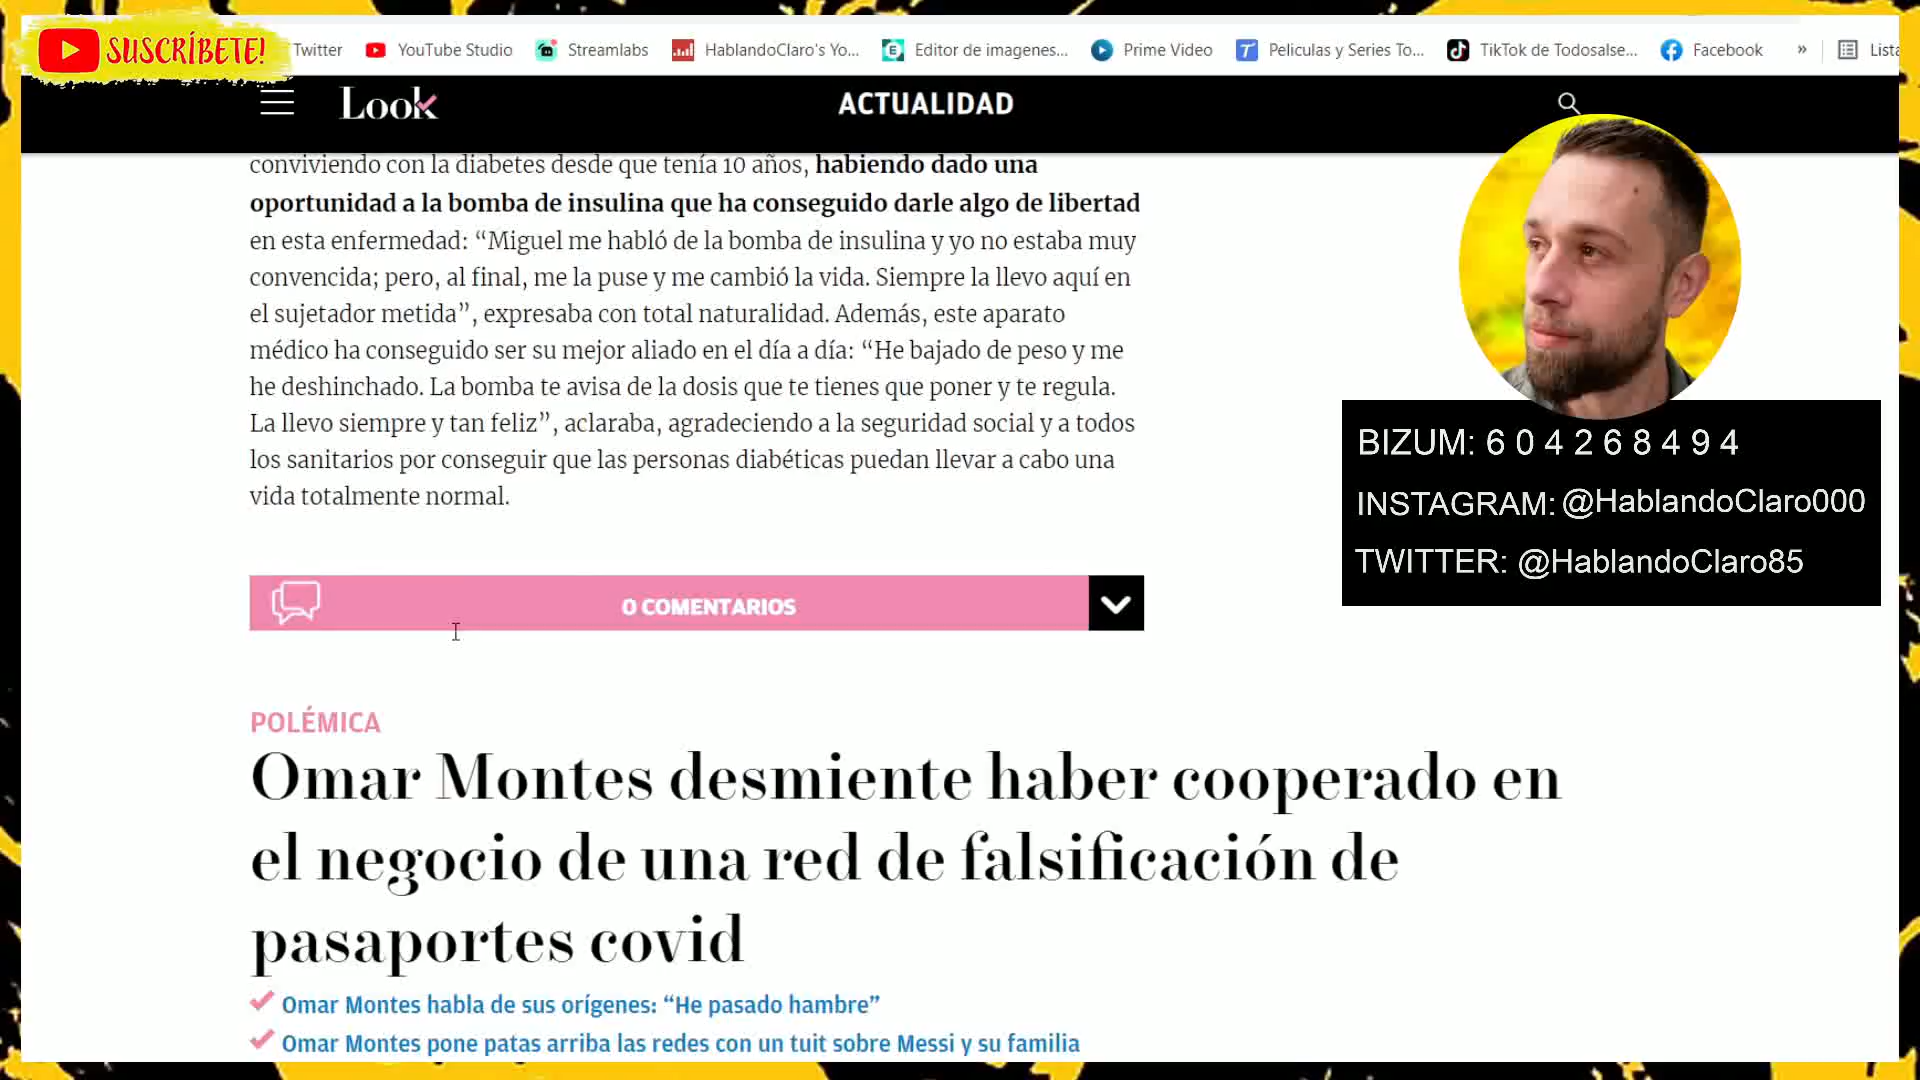 SUSCRÍBETE!
Twitter
YouTube Studio
Streamlabs
HablandoClaro's Yo...
Editor de imagenes...
Prime Video
Peliculas y Series To...
TikTok de Todosalse...
Facebook
»
Lista
Look
ACTUALIDAD
conviviendo con la diabetes desde que tenía 10 años, habiendo dado una
oportunidad a la bomba de insulina que ha conseguido darle algo de libertad
en esta enfermedad: “Miguel me habló de la bomba de insulina y yo no estaba muy
convencida; pero, al final, me la puse y me cambió la vida. Siempre la llevo aquí en
el sujetador metida”, expresaba con total naturalidad. Además, este aparato
médico ha conseguido ser su mejor aliado en el día a día: “He bajado de peso y me
he deshinchado. La bomba te avisa de la dosis que te tienes que poner y te regula.
La llevo siempre y tan feliz”, aclaraba, agradeciendo a la seguridad social y a todos
los sanitarios por conseguir que las personas diabéticas puedan llevar a cabo una
vida totalmente normal.
BIZUM: 6 0 4 2 6 8 4 9 4
INSTAGRAM: @HablandoClaro000
TWITTER: @HablandoClaro85
0 COMENTARIOS
POLÉMICA
Omar Montes desmiente haber cooperado en
el negocio de una red de falsificación de
pasaportes covid
Omar Montes habla de sus orígenes: “He pasado hambre”
Omar Montes pone patas arriba las redes con un tuit sobre Messi y su familia